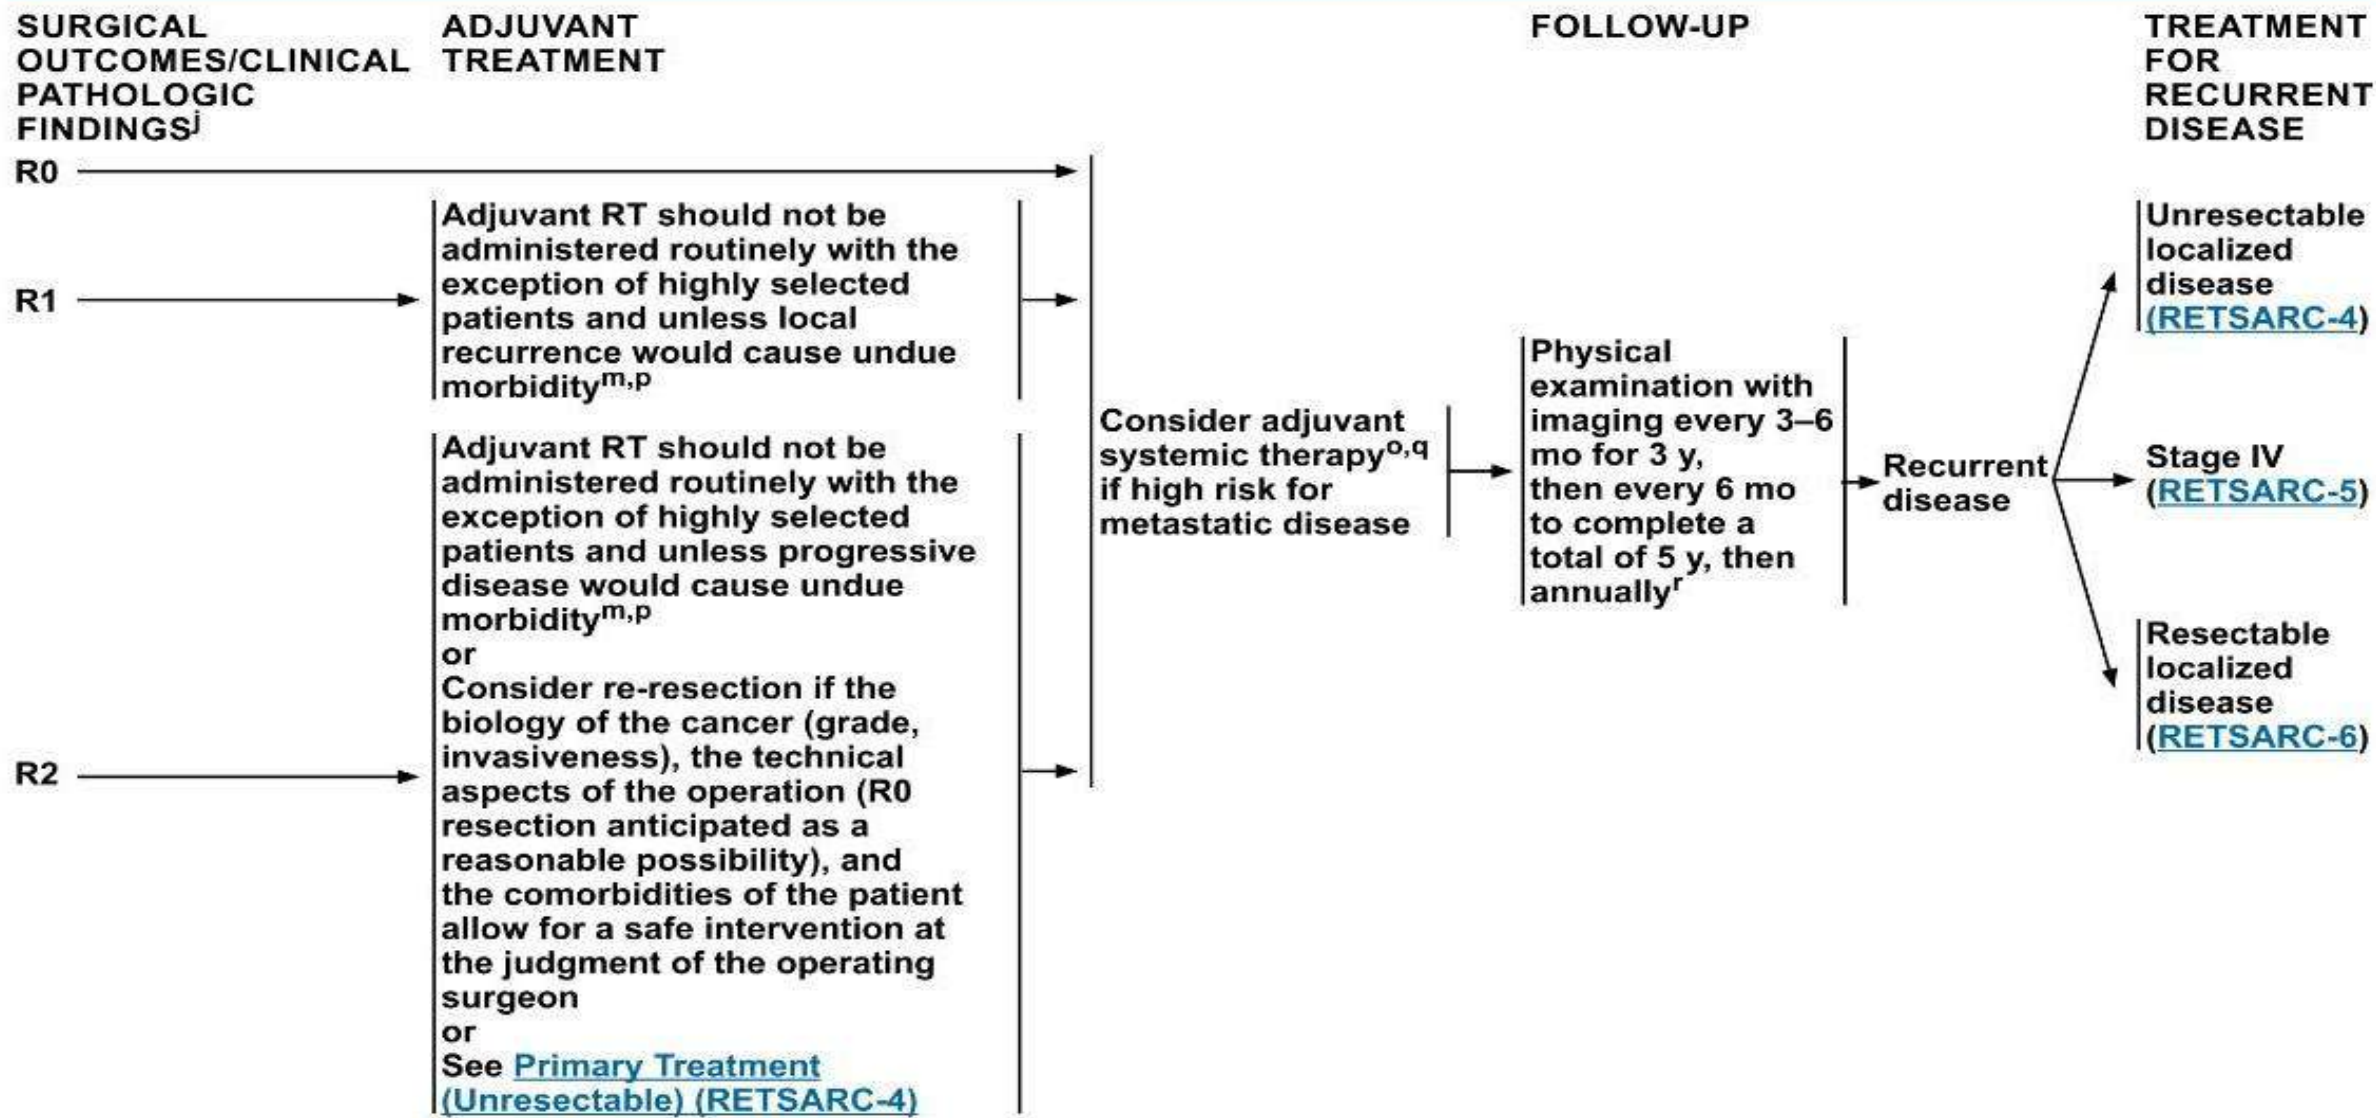 SURGICAL
OUTCOMES/CLINICAL
PATHOLOGIC
FINDINGSj
ADJUVANT
TREATMENT
FOLLOW-UP
TREATMENT
FOR
RECURRENT
DISEASE
R0
R1
Adjuvant RT should not be
administered routinely with the
exception of highly selected
patients and unless local
recurrence would cause undue
morbiditym,p
R2
Adjuvant RT should not be
administered routinely with the
exception of highly selected
patients and unless progressive
disease would cause undue
morbiditym,p
or
Consider re-resection if the
biology of the cancer (grade,
invasiveness), the technical
aspects of the operation (R0
resection anticipated as a
reasonable possibility), and
the comorbidities of the patient
allow for a safe intervention at
the judgment of the operating
surgeon
or
See Primary Treatment
(Unresectable) (RETSARC-4)
Consider adjuvant
systemic therapyo,q
if high risk for
metastatic disease
Physical
examination with
imaging every 3–6
mo for 3 y,
then every 6 mo
to complete a
total of 5 y, then
annuallyr
Recurrent
disease
Unresectable
localized
disease
(RETSARC-4)
Stage IV
(RETSARC-5)
Resectable
localized
disease
(RETSARC-6)